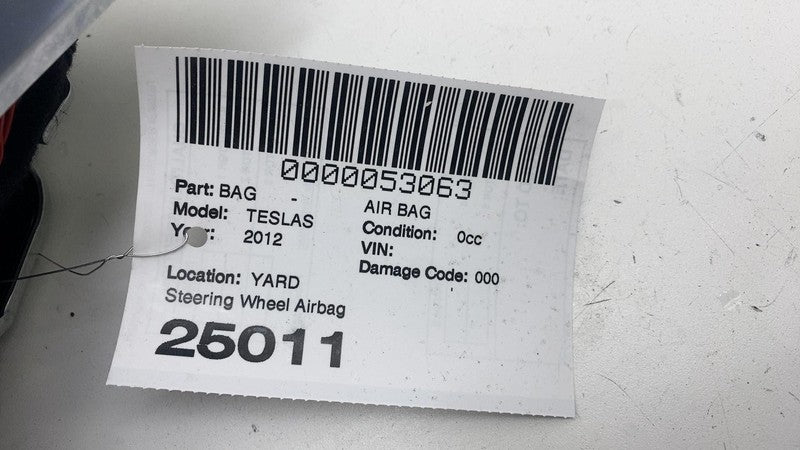 0000053063
Part: BAG - AIR BAG
Model: TESLAS Condition: 0cc
Year: 2012 VIN:
Damage Code: 000
Location: YARD
Steering Wheel Airbag
25011